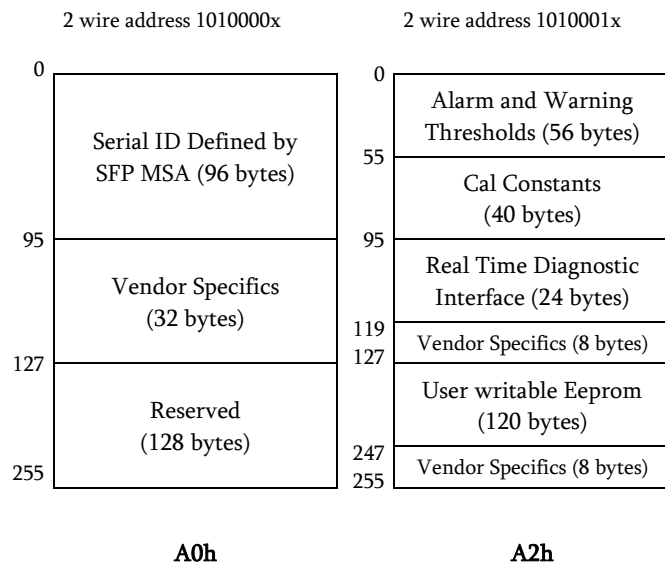 2 wire address 1010000x
0
Serial ID Defined by
SFP MSA (96 bytes)
95
Vendor Specifics
(32 bytes)
127
Reserved
(128 bytes)
255
A0h
2 wire address 1010001x
0
Alarm and Warning
Thresholds (56 bytes)
55
Cal Constants
(40 bytes)
95
Real Time Diagnostic
Interface (24 bytes)
119
Vendor Specifics (8 bytes)
127
User writable Eeprom
(120 bytes)
247
Vendor Specifics (8 bytes)
255
A2h